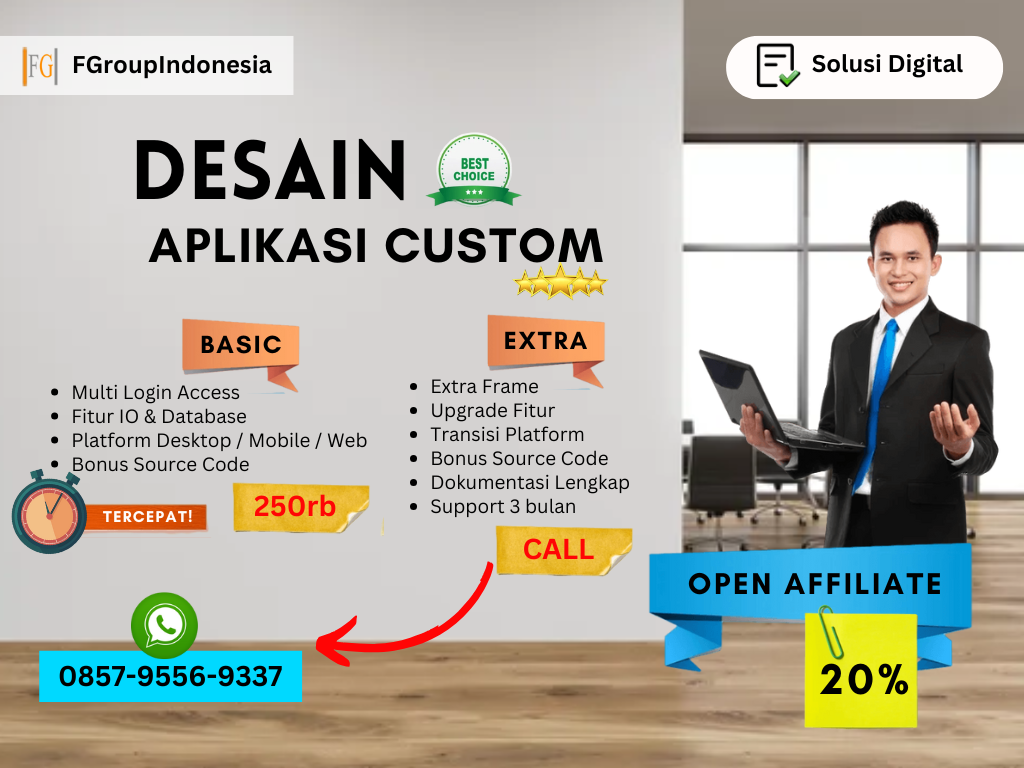 FG FGroupIndonesia
Solusi Digital
DESAIN
BEST
CHOICE
APLIKASI CUSTOM
BASIC
Multi Login Access
Fitur IO & Database
Platform Desktop / Mobile / Web
Bonus Source Code
TERCEPAT!
250rb
EXTRA
Extra Frame
Upgrade Fitur
Transisi Platform
Bonus Source Code
Dokumentasi Lengkap
Support 3 bulan
CALL
0857-9556-9337
OPEN AFFILIATE
20%